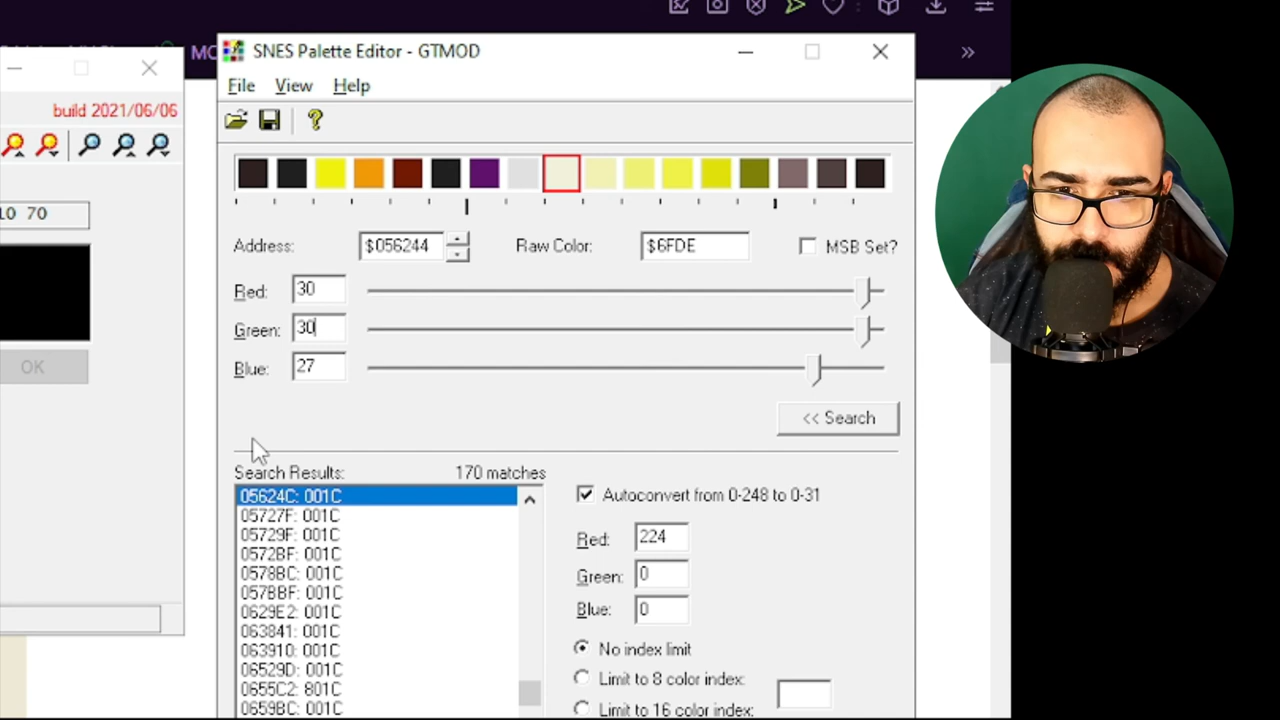 MO
SNES Palette Editor - GTMOD
»
File View Help
build 2021/06/06
10 70
Address: $056244 Raw Color: $6FDE MSB Set?
Red: 30
Green: 30
Blue: 27
OK
<< Search
Search Results: 170 matches
05624C: 001C
05727F: 001C
05729F: 001C
0572BF: 001C
0578BC: 001C
057BBF: 001C
0629E2: 001C
063841: 001C
063910: 001C
06529D: 001C
0655C2: 801C
0659BC: 001C
Autoconvert from 0-248 to 0-31
Red: 224
Green: 0
Blue: 0
No index limit
Limit to 8 color index:
Limit to 16 color index: